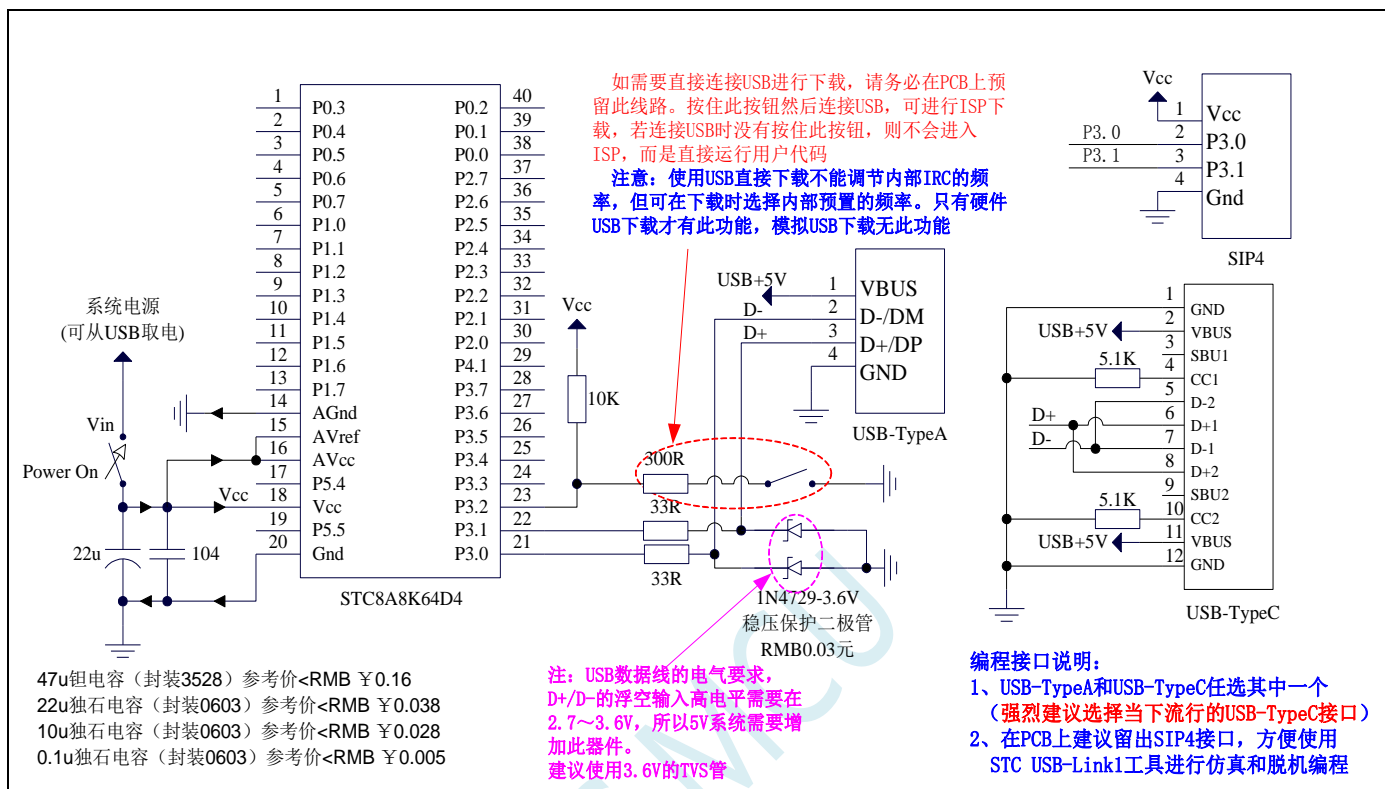 如需要直接连接USB进行下载，请务必在PCB上预
留此线路。按住此按钮然后连接USB，可进行ISP下
载，若连接USB时没有按住此按钮，则不会进入
ISP，而是直接运行用户代码
注意：使用USB直接下载不能调节内部IRC的频
率，但可在下载时选择内部预置的频率。只有硬件
USB下载才有此功能，模拟USB下载无此功能
1 P0.3
2 P0.4
3 P0.5
4 P0.6
5 P0.7
6 P1.0
7 P1.1
8 P1.2
9 P1.3
10 P1.4
11 P1.5
12 P1.6
13 P1.7
14 AGnd
15 AVref
16 AVcc
17 P5.4
18 Vcc
19 P5.5
20 Gnd
P0.2 40
P0.1 39
P0.0 38
P2.7 37
P2.6 36
P2.5 35
P2.4 34
P2.3 33
P2.2 32
P2.1 31
P2.0 30
P4.1 29
P3.7 28
P3.6 27
P3.5 26
P3.4 25
P3.3 24
P3.2 23
P3.1 22
P3.0 21
STC8A8K64D4
系统电源
(可从USB取电)
Vin
Power On
Vcc
22u
104
Vcc
10K
300R
33R
33R
USB+5V
D-
D+
1 VBUS
2 D-/DM
3 D+/DP
4 GND
USB-TypeA
1N4729-3.6V
稳压保护二极管
RMB0.03元
Vcc
P3.0
P3.1
1 Vcc
2 P3.0
3 P3.1
4 Gnd
SIP4
USB+5V
5.1K
D+
D-
5.1K
USB+5V
1 GND
2 VBUS
3 SBU1
4 CC1
5 D-2
6 D+1
7 D-1
8 D+2
9 SBU2
10 CC2
11 VBUS
12 GND
USB-TypeC
47u钽电容（封装3528）参考价<RMB ￥0.16
22u独石电容（封装0603）参考价<RMB ￥0.038
10u独石电容（封装0603）参考价<RMB ￥0.028
0.1u独石电容（封装0603）参考价<RMB ￥0.005
注：USB数据线的电气要求，
D+/D-的浮空输入高电平需要在
2.7～3.6V，所以5V系统需要增
加此器件。
建议使用3.6V的TVS管
编程接口说明：
1、USB-TypeA和USB-TypeC任选其中一个
（强烈建议选择当下流行的USB-TypeC接口）
2、在PCB上建议留出SIP4接口，方便使用
STC USB-Link1工具进行仿真和脱机编程
MCU